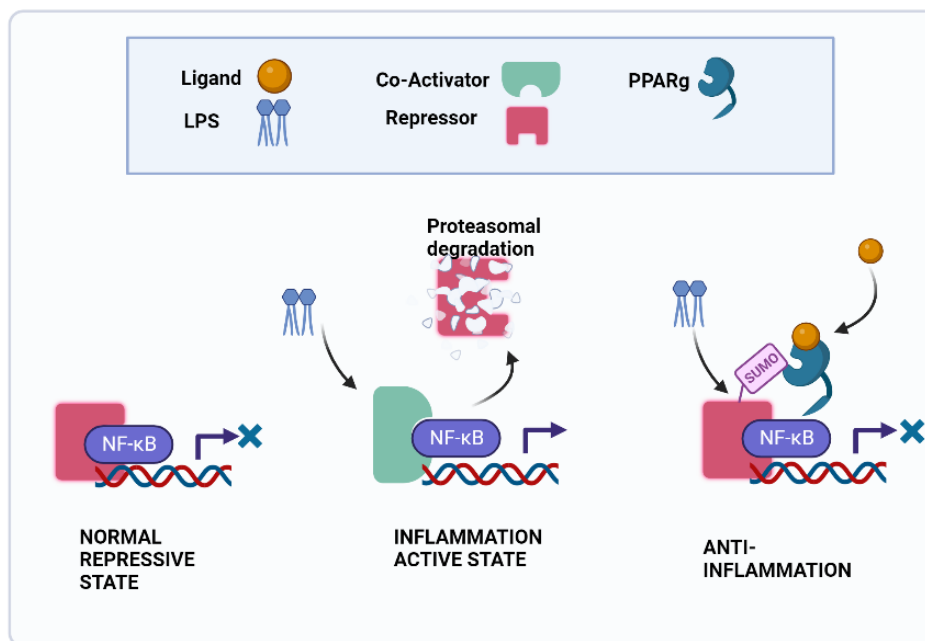 Ligand
Co-Activator
PPARg
LPS
Repressor
Proteasomal
degradation
SUMO
NF-κB
NF-κB
NF-κB
NORMAL
REPRESSIVE
STATE
INFLAMMATION
ACTIVE STATE
ANTI-
INFLAMMATION